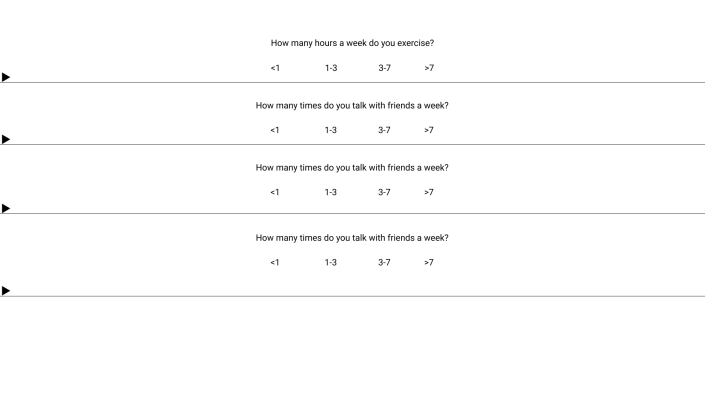 How many hours a week do you exercise?
<1 1-3 3-7 >7
How many times do you talk with friends a week?
<1 1-3 3-7 >7
How many times do you talk with friends a week?
<1 1-3 3-7 >7
How many times do you talk with friends a week?
<1 1-3 3-7 >7